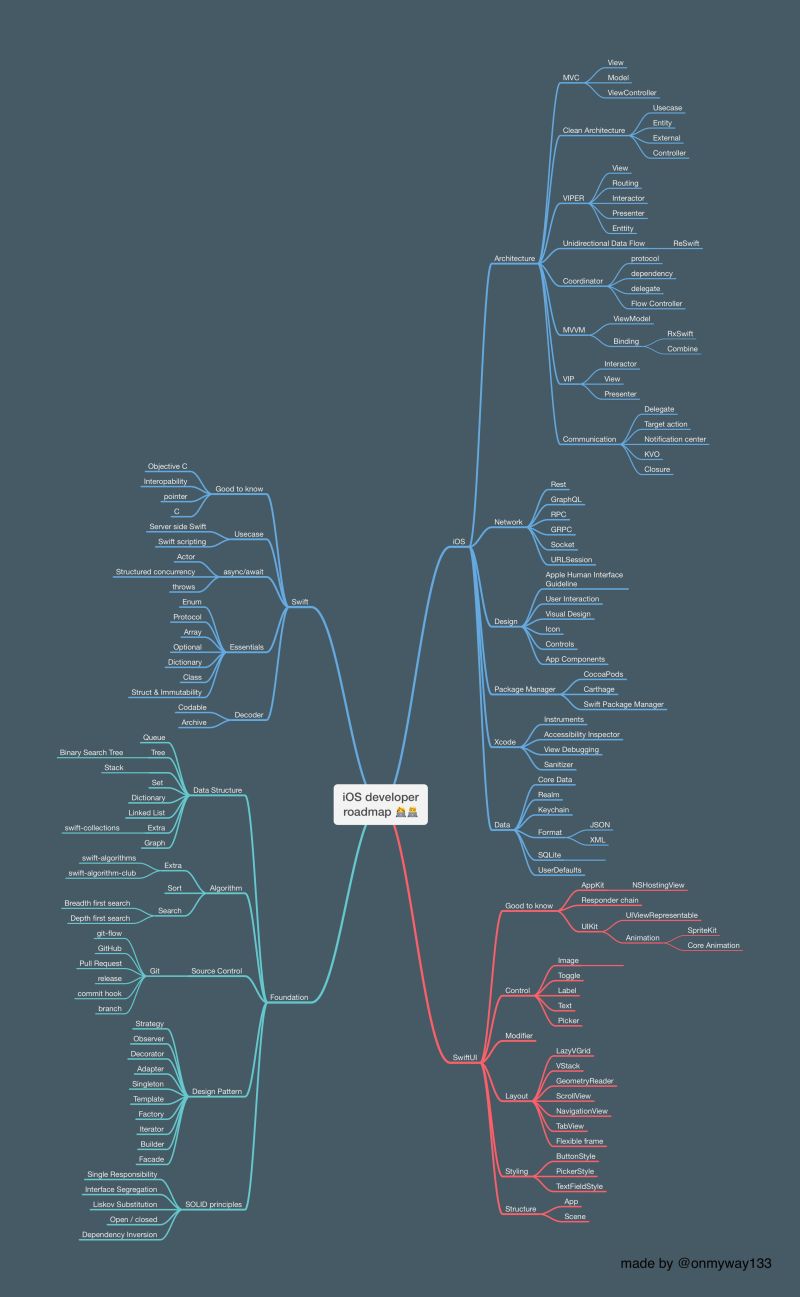 iOS developer
roadmap
iOS
Architecture
MVC
View
Model
ViewController
Clean Architecture
Usecase
Entity
External
Controller
VIPER
View
Routing
Interactor
Presenter
Enttity
Unidirectional Data Flow
ReSwift
Coordinator
protocol
dependency
delegate
Flow Controller
MVVM
ViewModel
Binding
RxSwift
Combine
VIP
Interactor
View
Presenter
Communication
Delegate
Target action
Notification center
KVO
Closure
Network
Rest
GraphQL
RPC
GRPC
Socket
URLSession
Design
Apple Human Interface
Guideline
User Interaction
Visual Design
Icon
Controls
App Components
Package Manager
CocoaPods
Carthage
Swift Package Manager
Xcode
Instruments
Accessibility Inspector
View Debugging
Sanitizer
Data
Core Data
Realm
Keychain
Format
JSON
XML
SQLite
UserDefaults
SwiftUI
Good to know
AppKit
NSHostingView
Responder chain
UIKit
UIViewRepresentable
Animation
SpriteKit
Core Animation
Control
Image
Toggle
Label
Text
Picker
Modifier
Layout
LazyVGrid
VStack
GeometryReader
ScrollView
NavigationView
TabView
Flexible frame
Styling
ButtonStyle
PickerStyle
TextFieldStyle
Structure
App
Scene
Swift
Good to know
Objective C
Interopability
pointer
C
Usecase
Server side Swift
Swift scripting
async/await
Actor
Structured concurrency
throws
Essentials
Enum
Protocol
Array
Optional
Dictionary
Class
Struct & Immutability
Decoder
Codable
Archive
Foundation
Data Structure
Queue
Tree
Binary Search Tree
Stack
Set
Dictionary
Linked List
Extra
swift-collections
Graph
Algorithm
Extra
swift-algorithms
swift-algorithm-club
Sort
Search
Breadth first search
Depth first search
Source Control
Git
git-flow
GitHub
Pull Request
release
commit hook
branch
Design Pattern
Strategy
Observer
Decorator
Adapter
Singleton
Template
Factory
Iterator
Builder
Facade
SOLID principles
Single Responsibility
Interface Segregation
Liskov Substitution
Open / closed
Dependency Inversion
made by @onmyway133